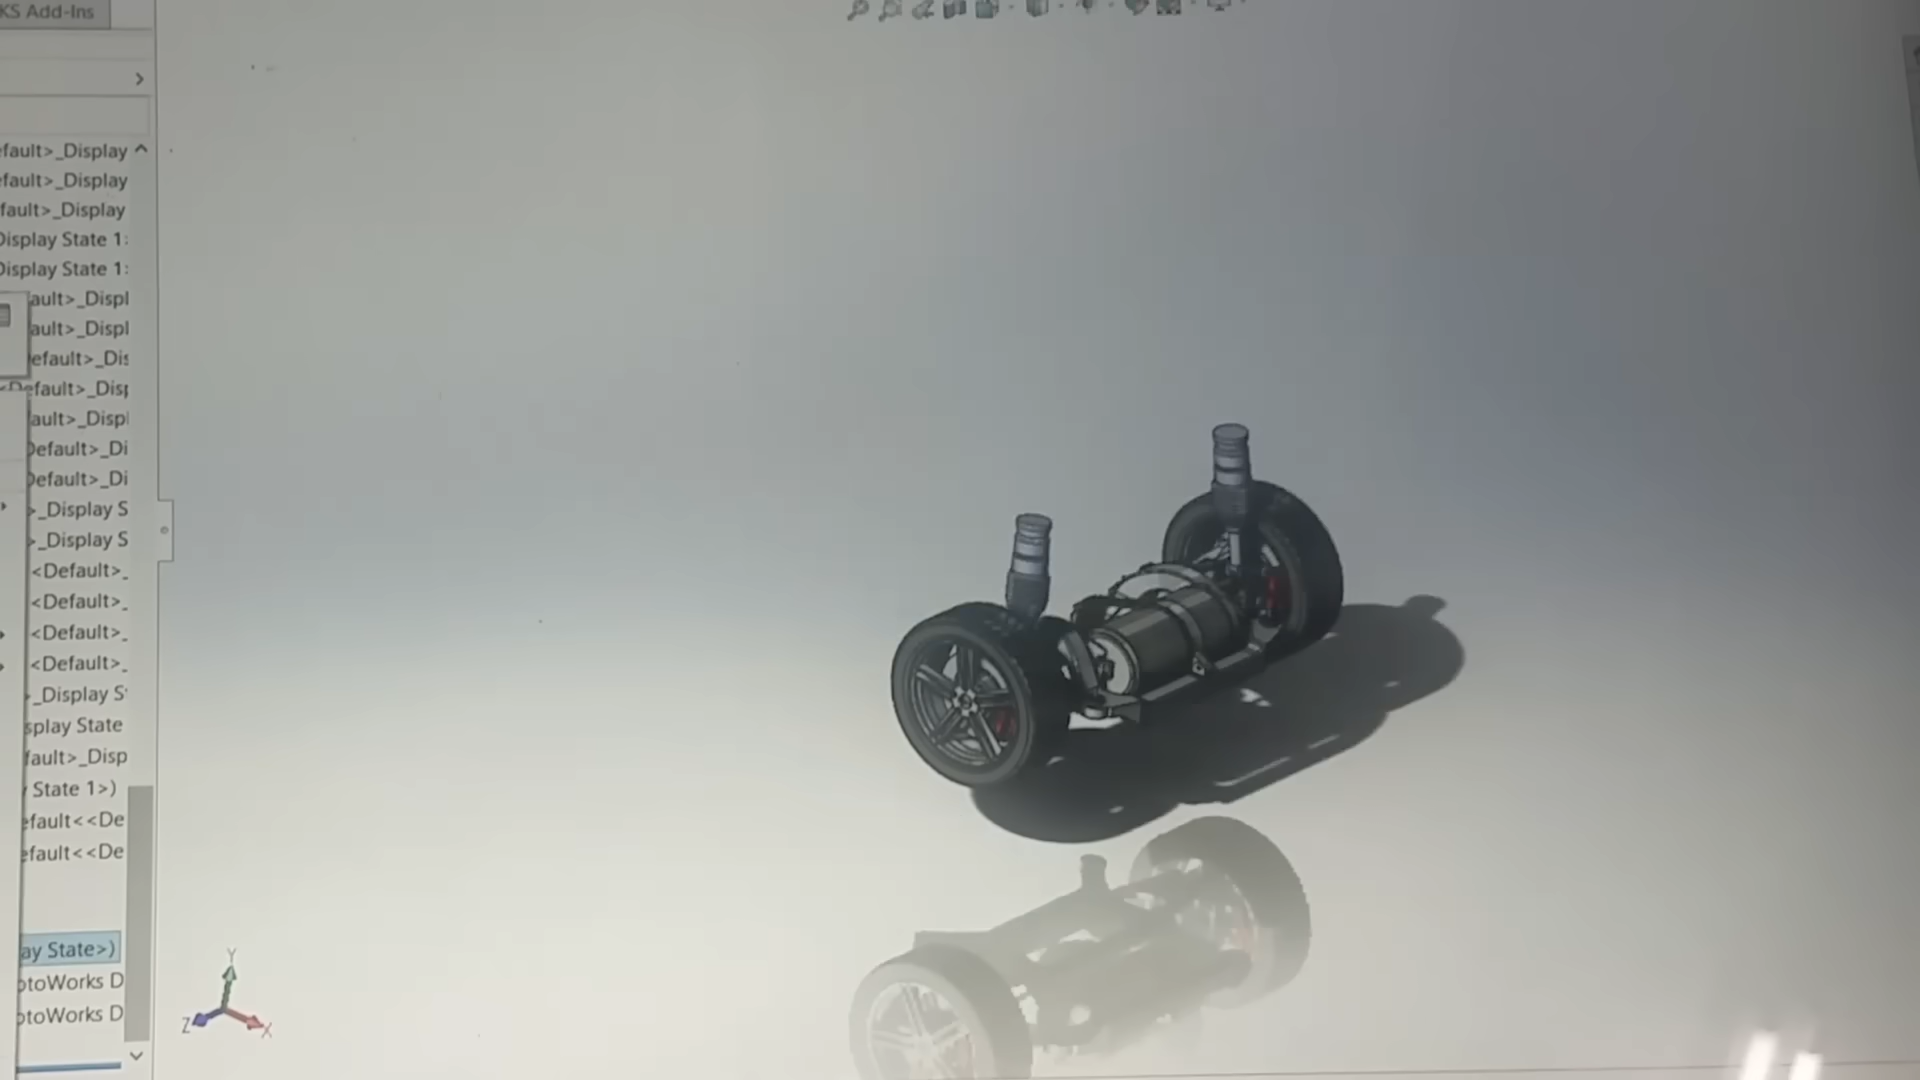 KS Add-Ins
efault>_Display
efault>_Display
fault>_Display
Display State 1
Display State 1
ault>_Displ
ault>_Displ
efault>_Dis
<Default>_Disp
ault>_Displ
Default>_Di
Default>_Di
>_Display S
>_Display S
<Default>_
<Default>_
<Default>_
<Default>_
_Display S
splay State
fault>_Disp
State 1>)
efault<<De
efault<<De
ay State>)
otoWorks D
otoWorks D
Y
Z
X